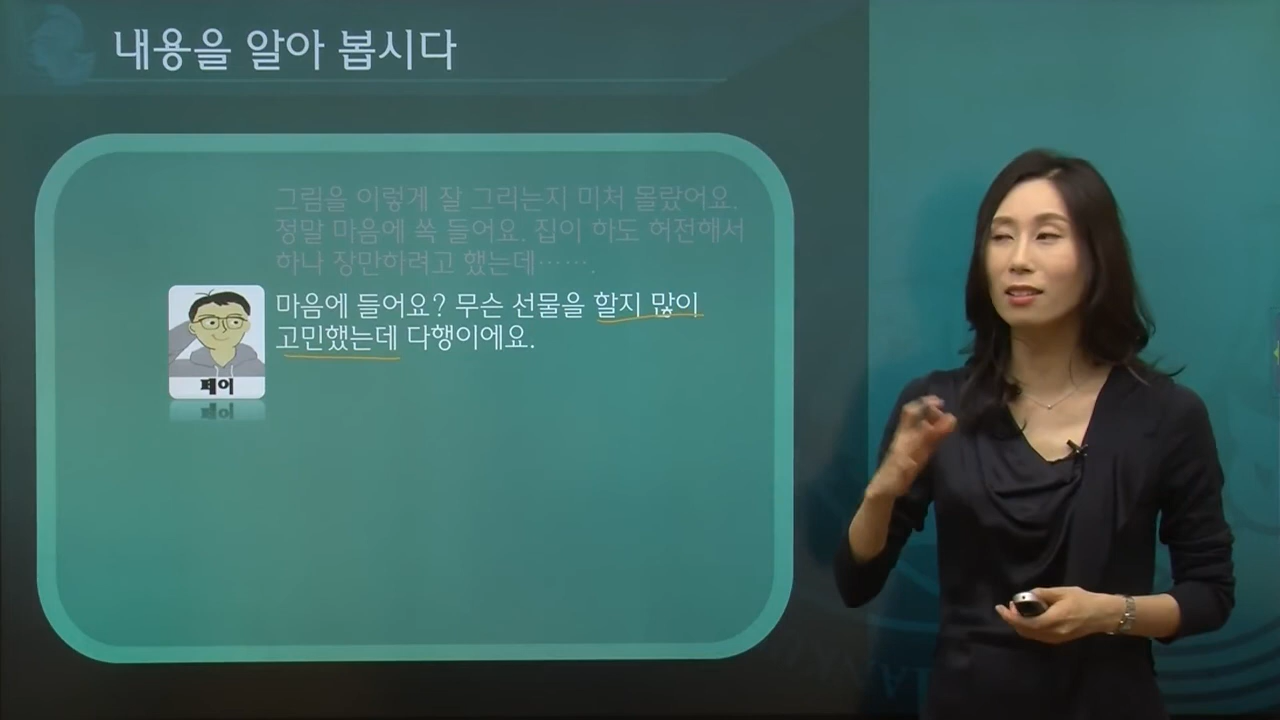 내용을 알아 봅시다
그림을 이렇게 잘 그리는지 미처 몰랐어요.
정말 마음에 쏙 들어요. 집이 하도 허전해서
하나 장만하려고 했는데…….
마음에 들어요? 무슨 선물을 할지 많이
고민했는데 다행이에요.
페이